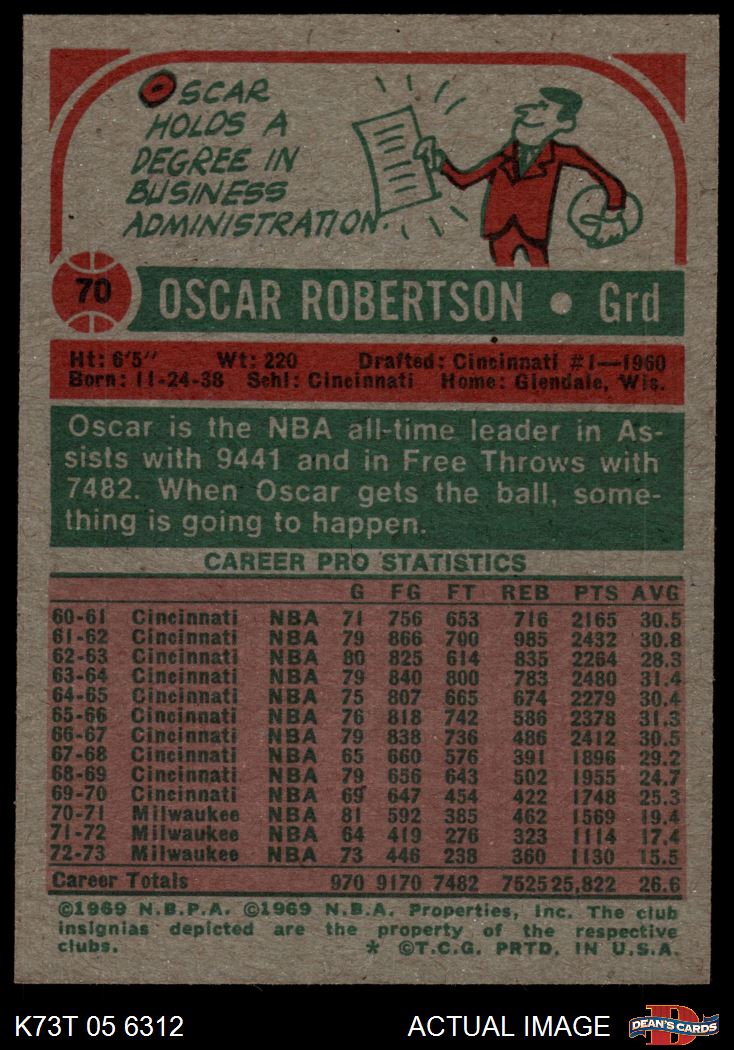 OSCAR
HOLDS A
DEGREE IN
BUSINESS
ADMINISTRATION.
70
OSCAR ROBERTSON • Grd
Ht: 6'5" Wt: 220 Drafted: Cincinnati #1—1960
Born: 11-24-38 Schl: Cincinnati Home: Glendale, Wis.
Oscar is the NBA all-time leader in As-
sists with 9441 and in Free Throws with
7482. When Oscar gets the ball, some-
thing is going to happen.
CAREER PRO STATISTICS
G FG FT REB PTS AVG
60-61 Cincinnati NBA 71 756 653 716 2165 30.5
61-62 Cincinnati NBA 79 866 700 985 2432 30.8
62-63 Cincinnati NBA 80 825 614 835 2264 28.3
63-64 Cincinnati NBA 79 840 800 783 2480 31.4
64-65 Cincinnati NBA 75 807 665 674 2279 30.4
65-66 Cincinnati NBA 76 818 742 586 2378 31.3
66-67 Cincinnati NBA 79 838 736 486 2412 30.5
67-68 Cincinnati NBA 65 660 576 391 1896 29.2
68-69 Cincinnati NBA 79 656 643 502 1955 24.7
69-70 Cincinnati NBA 69 647 454 422 1748 25.3
70-71 Milwaukee NBA 81 592 385 462 1569 19.4
71-72 Milwaukee NBA 64 419 276 323 1114 17.4
72-73 Milwaukee NBA 73 446 238 360 1130 15.5
Career Totals 970 9170 7482 7525 25,822 26.6
©1969 N.B.P.A. ©1969 N.B.A. Properties, Inc. The club
insignias depicted are the property of the respective
clubs. * ©T.C.G. PRTD. IN U.S.A.
K73T 05 6312 ACTUAL IMAGE
D
DEAN'S CARDS